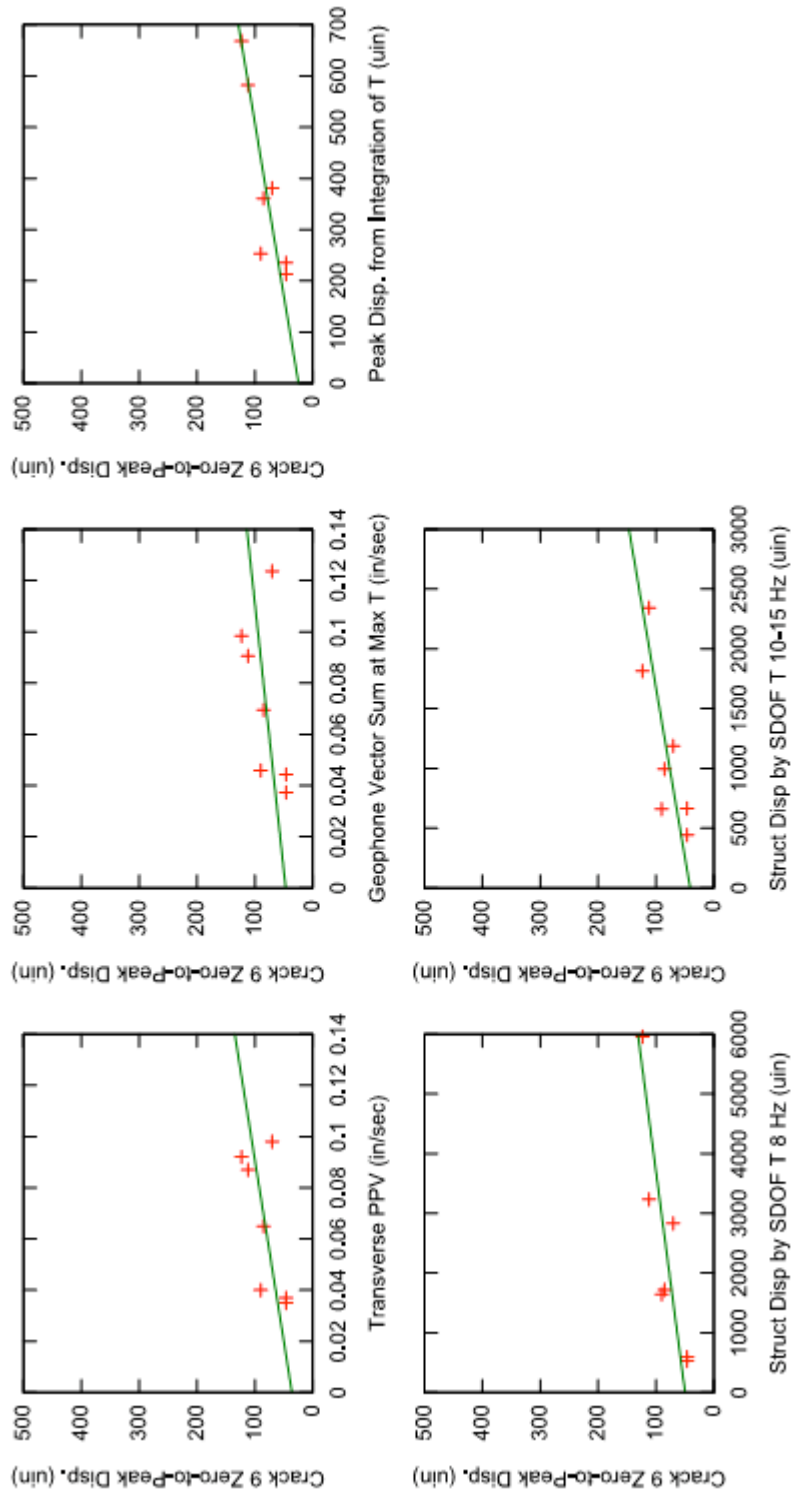 Crack 9 Zero-to-Peak Disp. (uin)
500
400
300
200
100
0
0 0.02 0.04 0.06 0.08 0.1 0.12 0.14
Transverse PPV (in/sec)
Crack 9 Zero-to-Peak Disp. (uin)
500
400
300
200
100
0
0 0.02 0.04 0.06 0.08 0.1 0.12 0.14
Geophone Vector Sum at Max T (in/sec)
Crack 9 Zero-to-Peak Disp. (uin)
500
400
300
200
100
0
0 100 200 300 400 500 600 700
Peak Disp. from Integration of T (uin)
Crack 9 Zero-to-Peak Disp. (uin)
500
400
300
200
100
0
0 1000 2000 3000 4000 5000 6000
Struct Disp by SDOF T 8 Hz (uin)
Crack 9 Zero-to-Peak Disp. (uin)
500
400
300
200
100
0
0 500 1000 1500 2000 2500 3000
Struct Disp by SDOF T 10-15 Hz (uin)